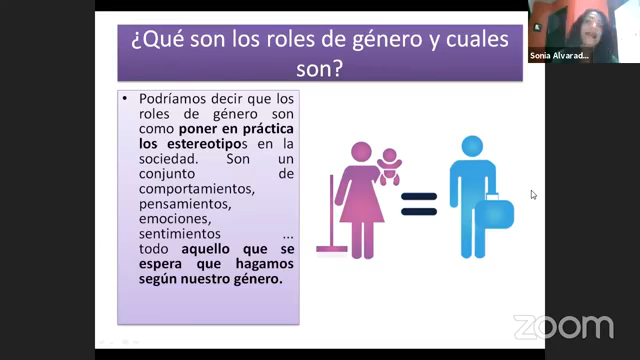 ¿Qué son los roles de género y cuales
son?
Sonia Alvarad...
• Podríamos decir que los
roles de género son
como poner en práctica
los estereotipos en la
sociedad. Son un
conjunto de
comportamientos,
pensamientos,
emociones,
sentimientos ...
todo aquello que se
espera que hagamos
según nuestro género.
zoom